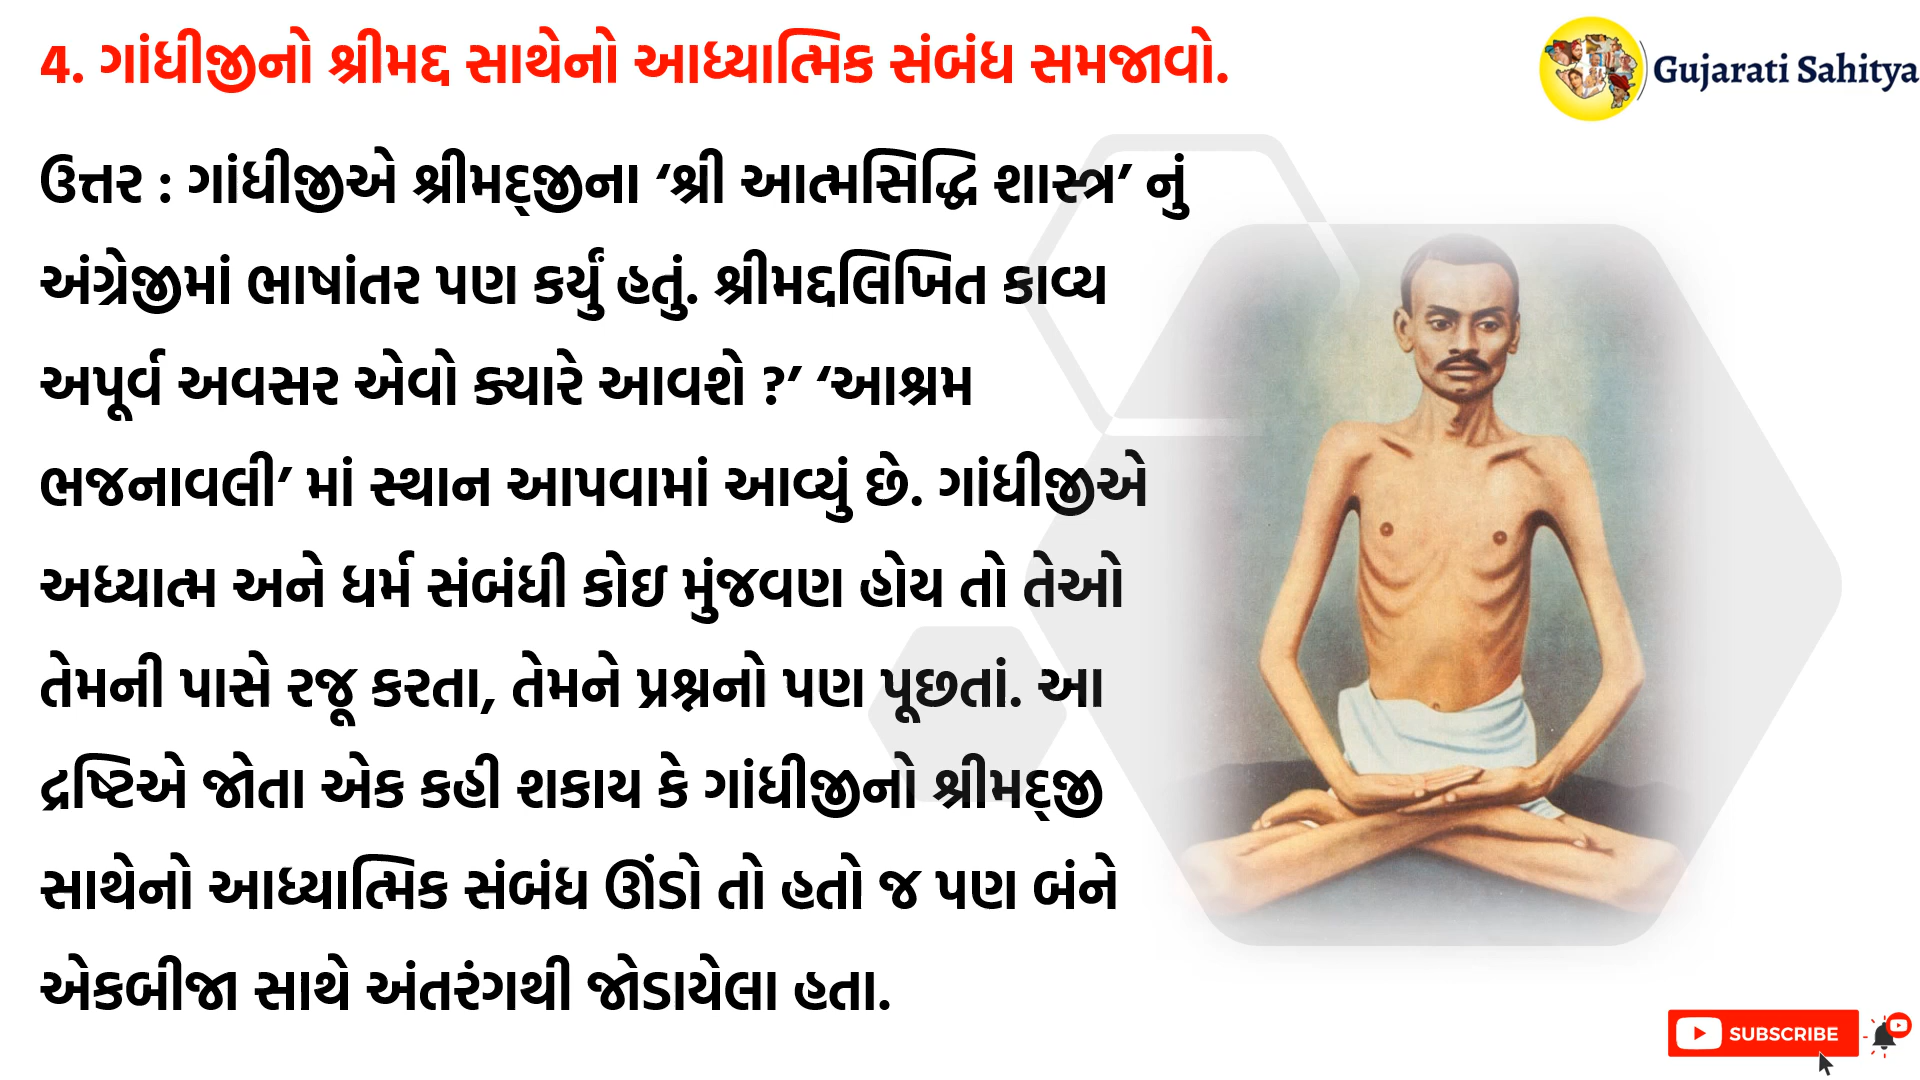 4. ગાંધીજીનો શ્રીમદ્દ સાથેનો આધ્યાત્મિક સંબંધ સમજાવો.
Gujarati Sahitya
ઉત્તર : ગાંધીજીએ શ્રીમદ્‌જીના ‘શ્રી આત્મસિદ્ધિ શાસ્ત્ર’ નું
અંગ્રેજીમાં ભાષાંતર પણ કર્યું હતું. શ્રીમદ્દલિખિત કાવ્ય
અપૂર્વ અવસર એવો ક્યારે આવશે ?’ ‘આશ્રમ
ભજનાવલી’ માં સ્થાન આપવામાં આવ્યું છે. ગાંધીજીએ
અધ્યાત્મ અને ધર્મ સંબંધી કોઇ મુંજવણ હોય તો તેઓ
તેમની પાસે રજૂ કરતા, તેમને પ્રશ્નનો પણ પૂછતાં. આ
દ્રષ્ટિએ જોતા એક કહી શકાય કે ગાંધીજીનો શ્રીમદ્‌જી
સાથેનો આધ્યાત્મિક સંબંધ ઊંડો તો હતો જ પણ બંને
એકબીજા સાથે અંતરંગથી જોડાયેલા હતા.
SUBSCRIBE